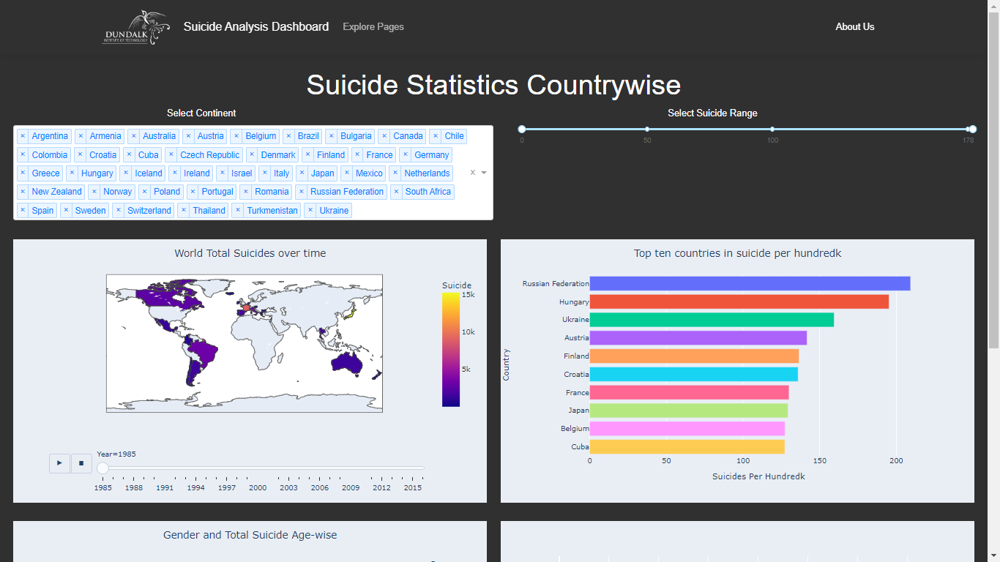 DUNDALK
INSTITUTE OF TECHNOLOGY
Suicide Analysis Dashboard
Explore Pages
About Us
Suicide Statistics Countrywise
Select Continent
Select Suicide Range
× Argentina × Armenia × Australia × Austria × Belgium × Brazil × Bulgaria × Canada × Chile
× Colombia × Croatia × Cuba × Czech Republic × Denmark × Finland × France × Germany
× Greece × Hungary × Iceland × Ireland × Israel × Italy × Japan × Mexico × Netherlands
× New Zealand × Norway × Poland × Portugal × Romania × Russian Federation × South Africa
× Spain × Sweden × Switzerland × Thailand × Turkmenistan × Ukraine
×
0 50 100 178
World Total Suicides over time
Suicide
15k
10k
5k
Year=1985
1985 1988 1991 1994 1997 2000 2003 2006 2009 2012 2015
Top ten countries in suicide per hundredk
Country
Russian Federation
Hungary
Ukraine
Austria
Finland
Croatia
France
Japan
Belgium
Cuba
0 50 100 150 200
Suicides Per Hundredk
Gender and Total Suicide Age-wise